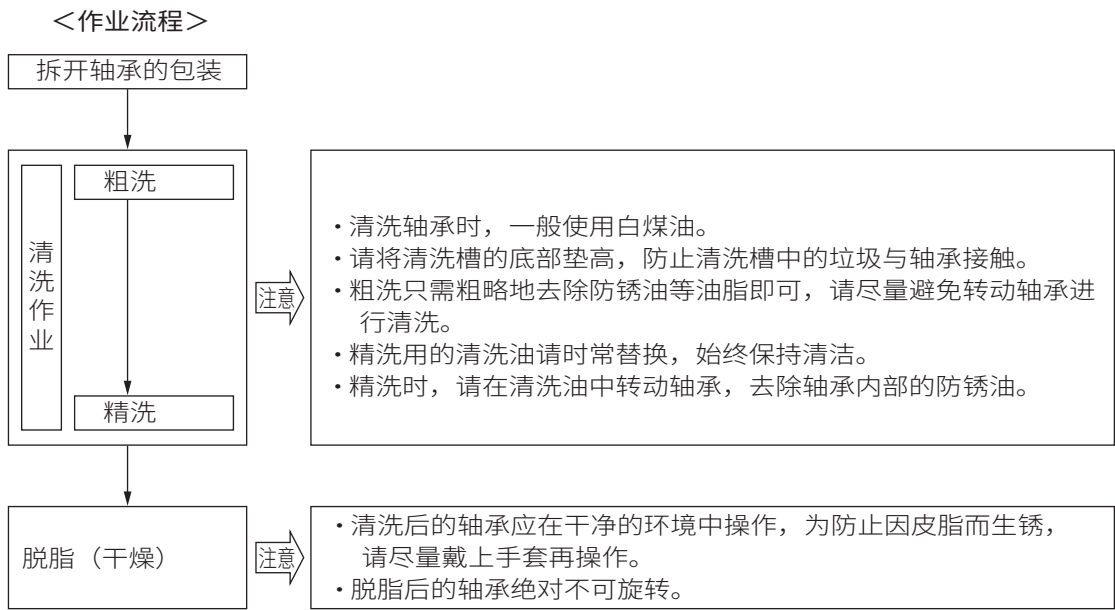 ＜作业流程＞
拆开轴承的包装
清洗作业
粗洗
精洗
注意
・清洗轴承时，一般使用白煤油。
・请将清洗槽的底部垫高，防止清洗槽中的垃圾与轴承接触。
・粗洗只需粗略地去除防锈油等油脂即可，请尽量避免转动轴承进
行清洗。
・精洗用的清洗油请时常替换，始终保持清洁。
・精洗时，请在清洗油中转动轴承，去除轴承内部的防锈油。
脱脂（干燥）
注意
・清洗后的轴承应在干净的环境中操作，为防止因皮脂而生锈，
请尽量戴上手套再操作。
・脱脂后的轴承绝对不可旋转。